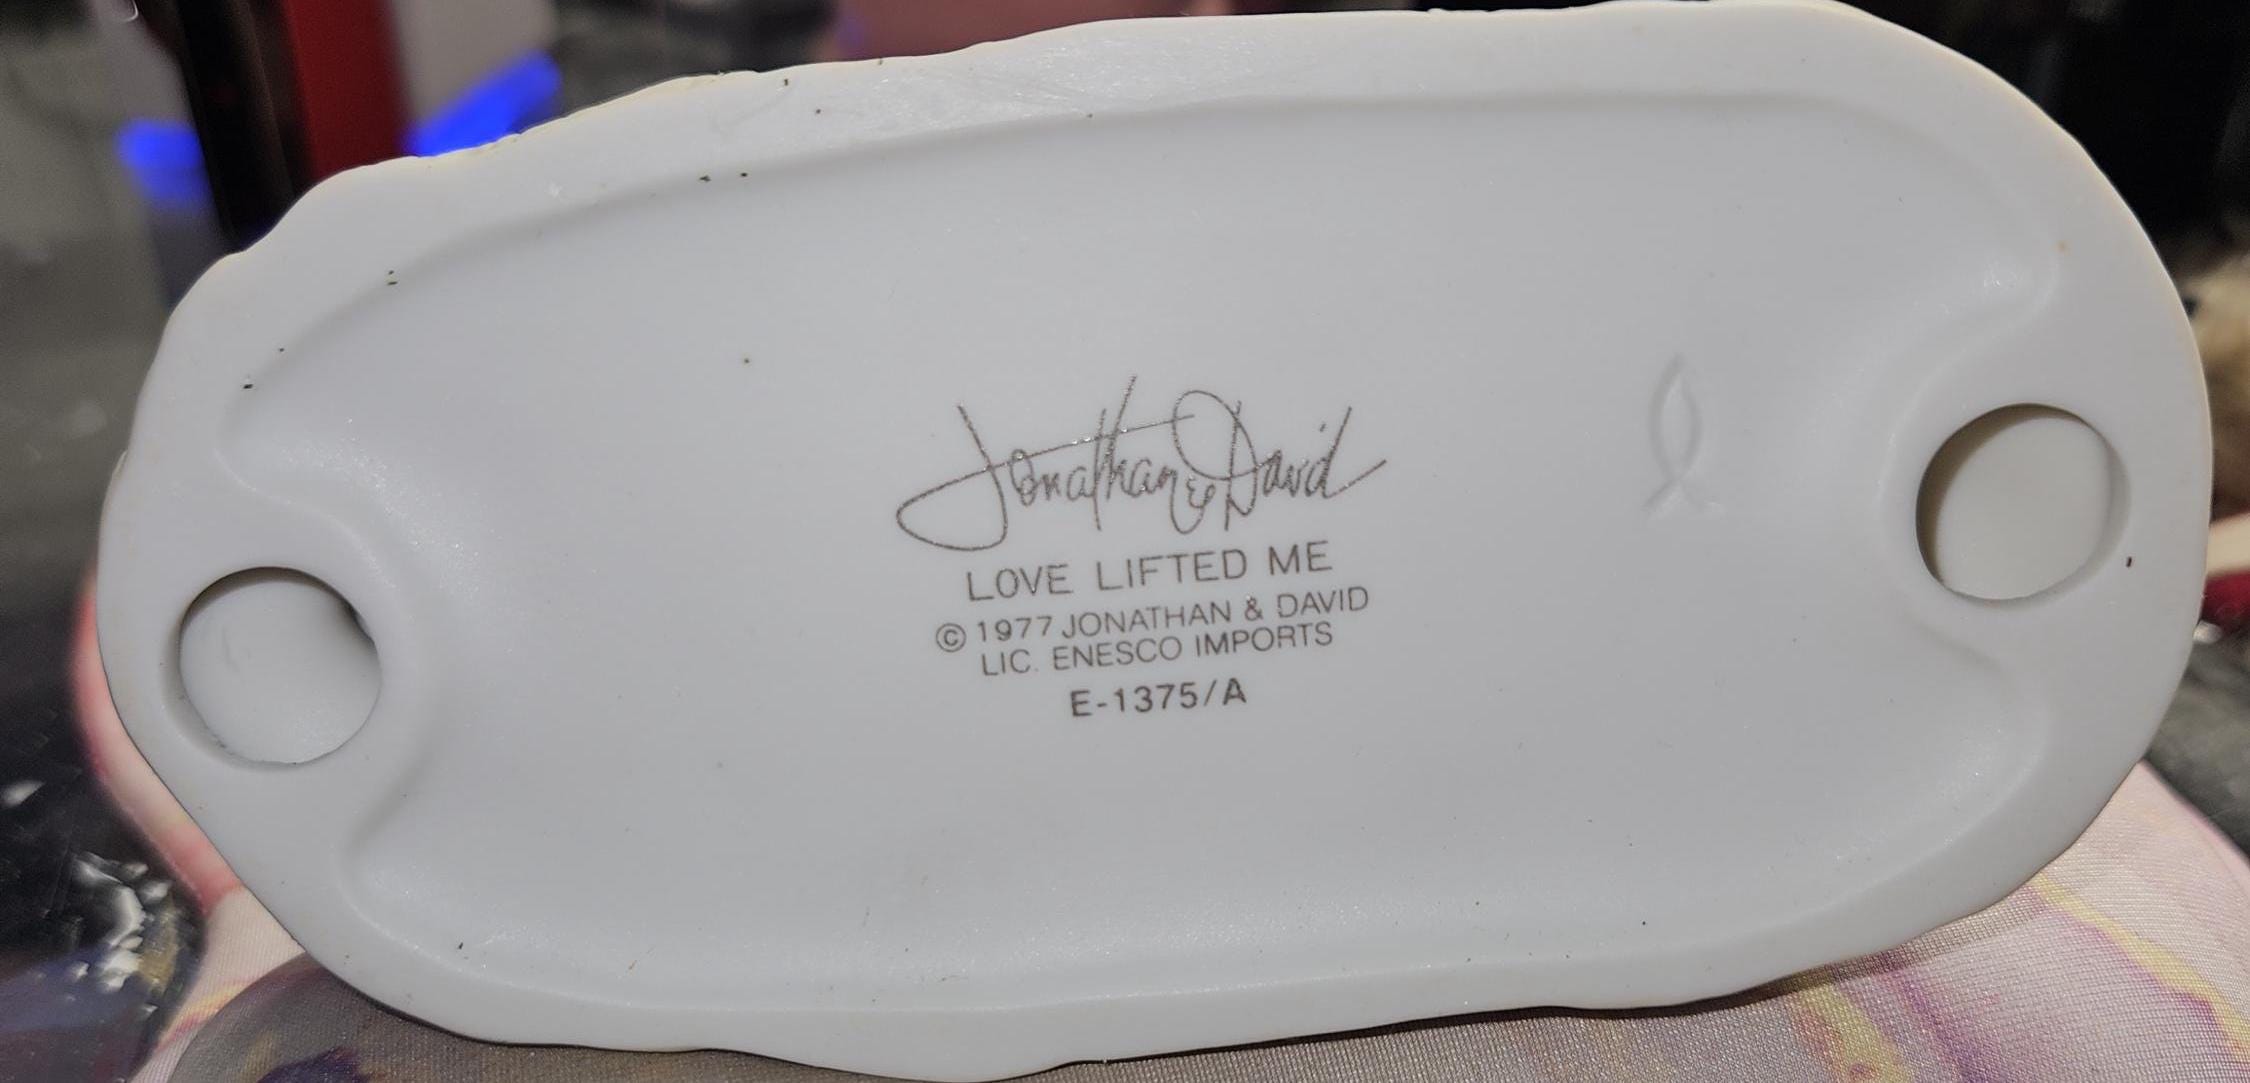 Jonathan & David
LOVE LIFTED ME
© 1977 JONATHAN & DAVID
LIC. ENESCO IMPORTS
E-1375/A